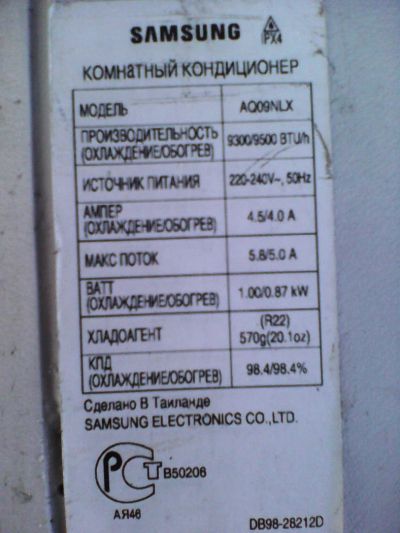 SAMSUNG IPX4
КОМНАТНЫЙ КОНДИЦИОНЕР
МОДЕЛЬ AQ09NLX
ПРОИЗВОДИТЕЛЬНОСТЬ
(ОХЛАЖДЕНИЕ/ОБОГРЕВ) 9300/9500 BTU/h
ИСТОЧНИК ПИТАНИЯ 220-240V~, 50Hz
АМПЕР
(ОХЛАЖДЕНИЕ/ОБОГРЕВ) 4.5/4.0 A
МАКС ПОТОК 5.8/5.0 A
ВАТТ
(ОХЛАЖДЕНИЕ/ОБОГРЕВ) 1.00/0.87 kW
ХЛАДОАГЕНТ (R22)
570g(20.1oz)
КПД
(ОХЛАЖДЕНИЕ/ОБОГРЕВ) 98.4/98.4%
Сделано В Таиланде
SAMSUNG ELECTRONICS CO.,LTD.
РСТ В50206
АЯ46
DB98-28212D